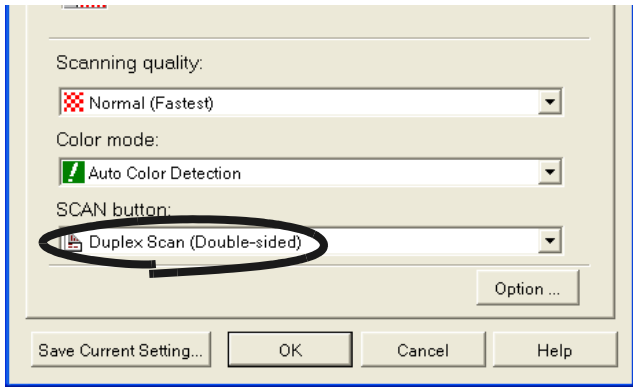 Scanning quality:
Normal (Fastest)
Color mode:
Auto Color Detection
SCAN button:
Duplex Scan (Double-sided)
Option ...
Save Current Setting... OK Cancel Help